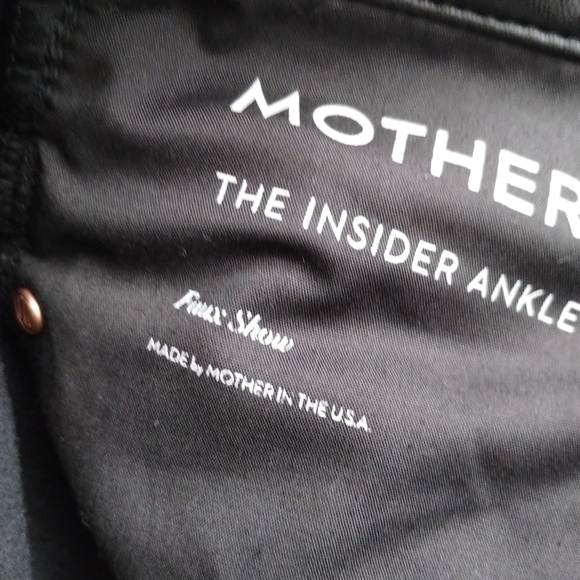 MOTHER
THE INSIDER ANKLE
Faux Show
MADE by MOTHER IN THE U.S.A.